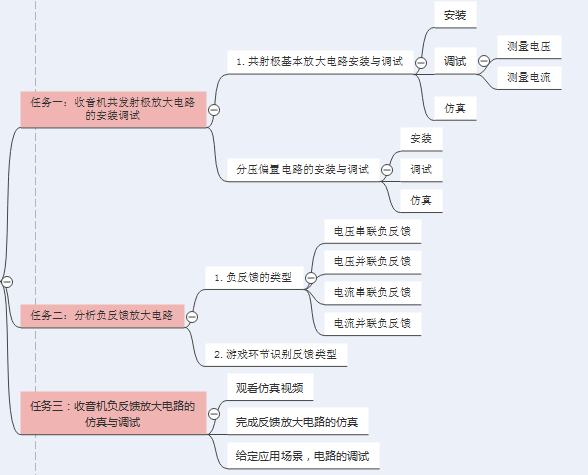 任务一：收音机共发射极放大电路
的安装调试
1. 共射极基本放大电路安装与调试
安装
调试
测量电压
测量电流
仿真
分压偏置电路的安装与调试
安装
调试
仿真
任务二：分析负反馈放大电路
1. 负反馈的类型
电压串联负反馈
电压并联负反馈
电流串联负反馈
电流并联负反馈
2. 游戏环节识别反馈类型
任务三：收音机负反馈放大电路的
仿真与调试
观看仿真视频
完成反馈放大电路的仿真
给定应用场景，电路的调试